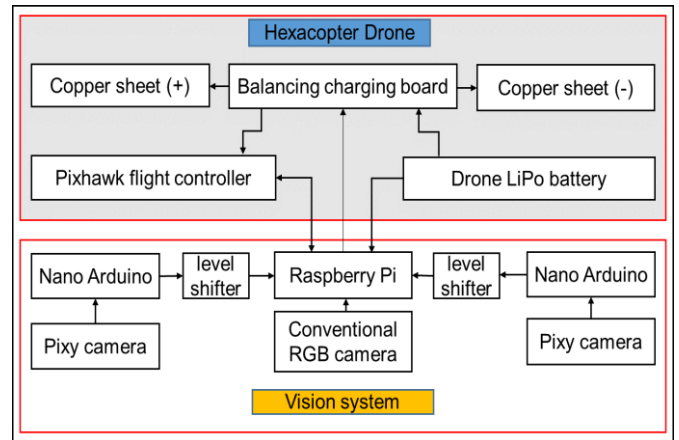 Hexacopter Drone
Copper sheet (+)
Balancing charging board
Copper sheet (-)
Pixhawk flight controller
Drone LiPo battery
Nano Arduino
level
shifter
Raspberry Pi
level
shifter
Nano Arduino
Pixy camera
Conventional
RGB camera
Pixy camera
Vision system